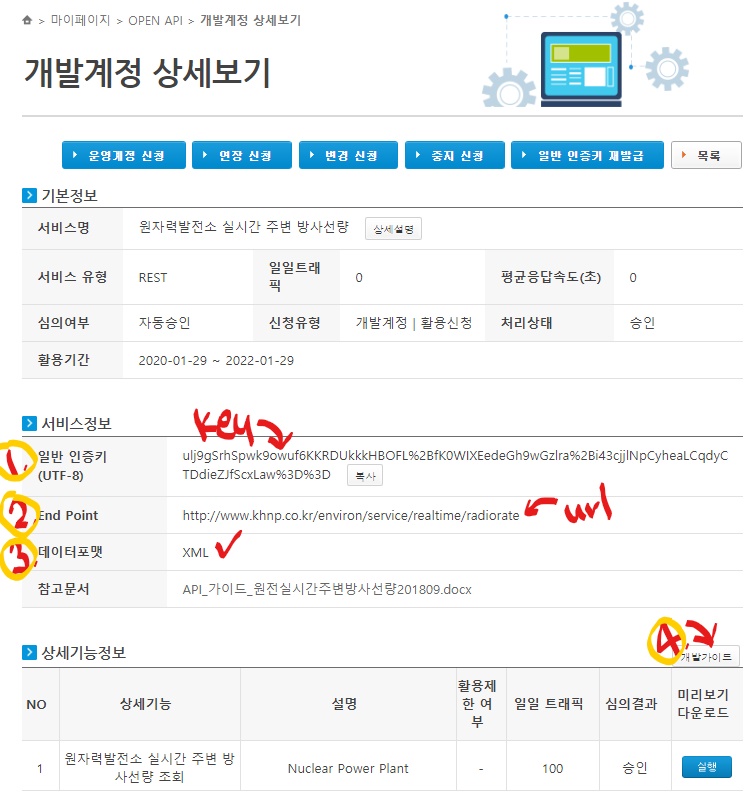 > 마이페이지 > OPEN API > 개발계정 상세보기
개발계정 상세보기
운영계정 신청 연장 신청 변경 신청 중지 신청 일반 인증키 재발급 목록
기본정보
서비스명 원자력발전소 실시간 주변 방사선량 상세설명
서비스 유형 REST 일일트래픽 0 평균응답속도(초) 0
심의여부 자동승인 신청유형 개발계정 | 활용신청 처리상태 승인
활용기간 2020-01-29 ~ 2022-01-29
서비스정보
key
1. 일반 인증키
(UTF-8)
ulj9gSrhSpwk9owuf6KKRDUkkkHBOFL%2BfK0WIXEedeGh9wGzlra%2Bi43cjjlNpCyheaLCqdyC
TDdieZJfScxLaw%3D%3D 복사
2 End Point http://www.khnp.co.kr/environ/service/realtime/radiorate url
3 데이터포맷 XML
참고문서 API_가이드_원전실시간주변방사선량201809.docx
4
상세기능정보 개발가이드
NO 상세기능 설명 활용제한 여부 일일 트래픽 심의결과 미리보기 다운로드
1 원자력발전소 실시간 주변 방사선량 조회 Nuclear Power Plant - 100 승인 실행